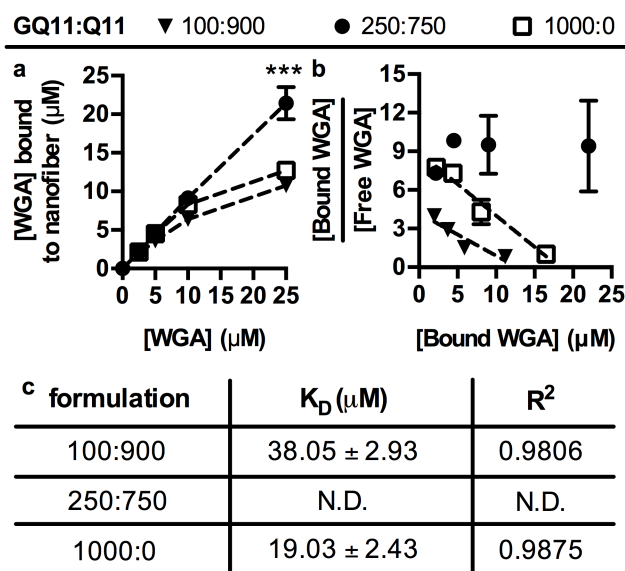 GQ11:Q11 ▼ 100:900 ● 250:750 □ 1000:0
a
[WGA] bound
to nanofiber (µM)
25
20
15
10
5
0
***
0 5 10 15 20 25
[WGA] (µM)
b
[Bound WGA]
[Free WGA]
15
12
9
6
3
0
0 5 10 15 20 25
[Bound WGA] (µM)
c formulation K_D (µM) R²
100:900 38.05 ± 2.93 0.9806
250:750 N.D. N.D.
1000:0 19.03 ± 2.43 0.9875